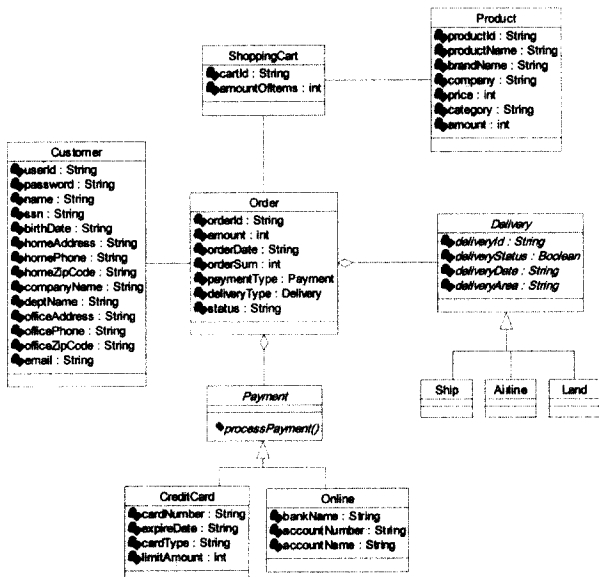 Product
productId : String
productName : String
brandName : String
company : String
price : int
category : String
amount : int
ShoppingCart
cartId : String
amountOfItems : int
Customer
userId : String
password : String
name : String
ssn : String
birthDate : String
homeAddress : String
homePhone : String
homeZipCode : String
companyName : String
deptName : String
officeAddress : String
officePhone : String
officeZipCode : String
email : String
Order
orderId : String
amount : int
orderDate : String
orderSum : int
paymentType : Payment
deliveryType : Delivery
status : String
Delivery
deliveryId : String
deliveryStatus : Boolean
deliveryDate : String
deliveryArea : String
Ship
Airline
Land
Payment
processPayment()
CreditCard
cardNumber : String
expireDate : String
cardType : String
limitAmount : int
Online
bankName : String
accountNumber : String
accountName : String